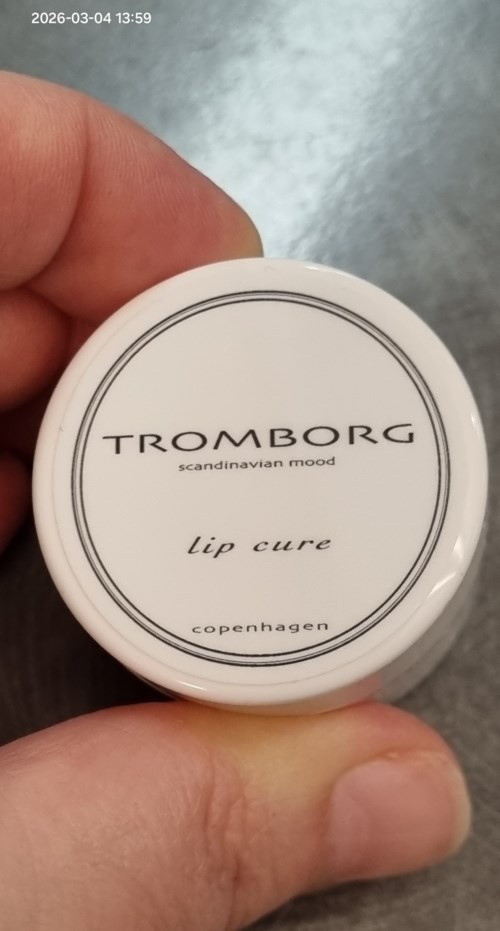 2026-03-04 13:59
TROMBORG
scandinavian mood
lip cure
copenhagen